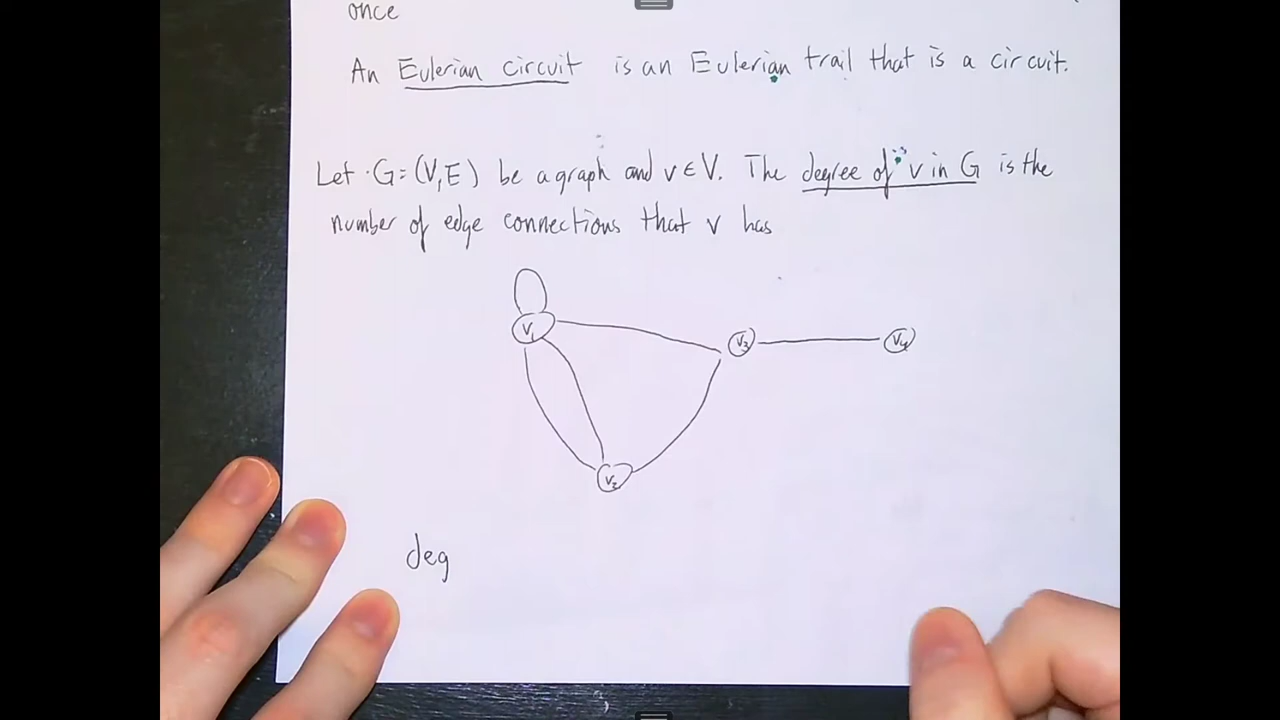 once
An Eulerian circuit is an Eulerian trail that is a circuit.
Let G=(V,E) be a graph and v∈V. The degree of v in G is the
number of edge connections that v has
V₁
V₃
V₄
V₂
deg